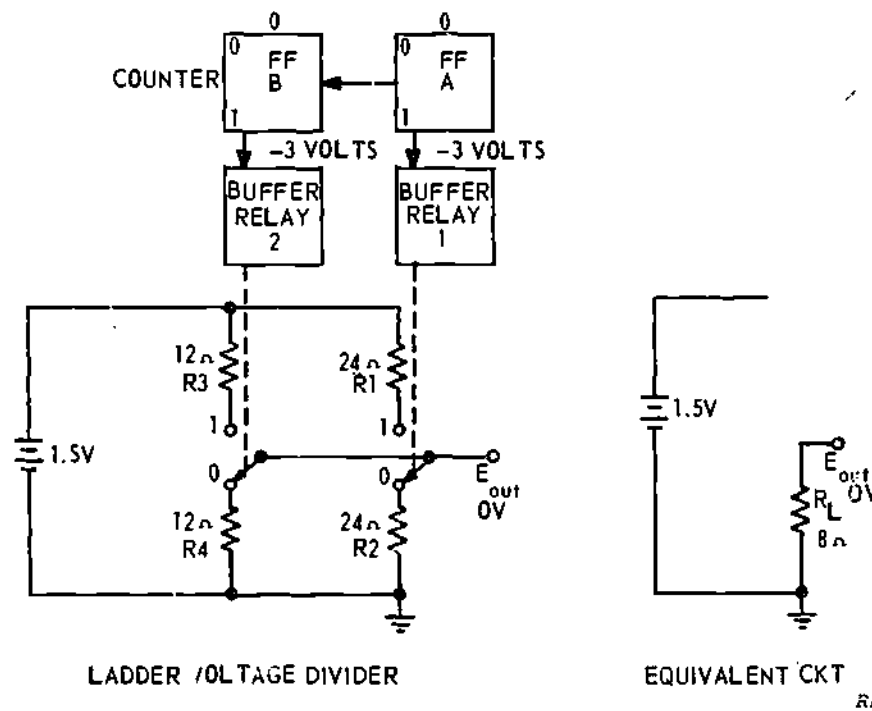 0 0
0 FF B 1
0 FF A 1
COUNTER
-3 VOLTS -3 VOLTS
BUFFER RELAY 2
BUFFER RELAY 1
12Ω R3
24Ω R1
1 1
1.5V
0 0
E out 0V
12Ω R4
24Ω R2
1.5V
E out 0V
RL 8Ω
LADDER /OLTAGE DIVIDER
EQUIVALENT CKT